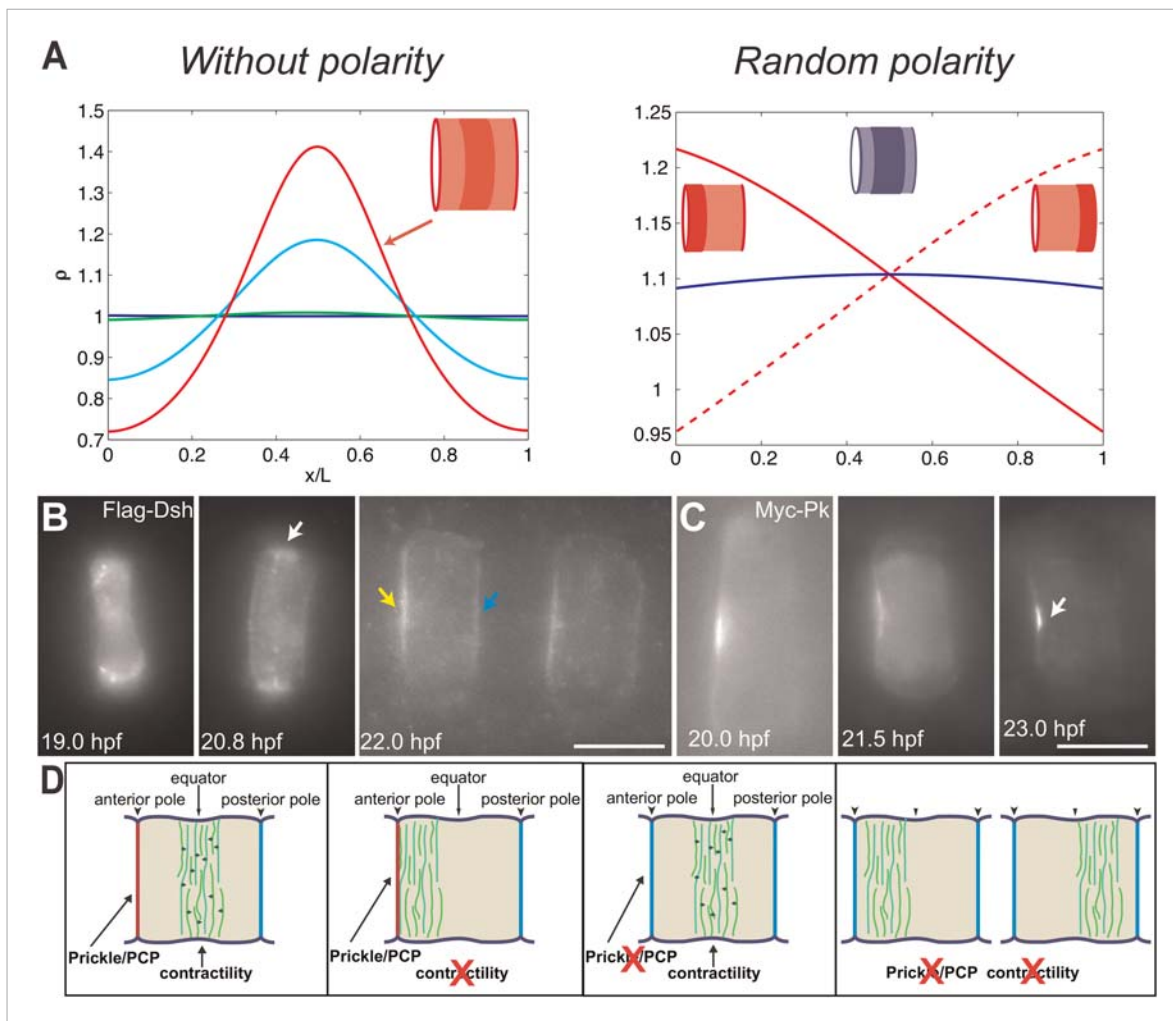 A
Without polarity
Random polarity
1.5
1.4
1.3
1.2
1.1
1
0.9
0.8
0.7
ρ
0
0.2
0.4
0.6
0.8
1
x/L
1.25
1.2
1.15
1.1
1.05
1
0.95
0
0.2
0.4
0.6
0.8
1
B
Flag-Dsh
19.0 hpf
20.8 hpf
22.0 hpf
C
Myc-Pk
20.0 hpf
21.5 hpf
23.0 hpf
D
equator
anterior pole
posterior pole
Prickle/PCP
contractility
equator
anterior pole
posterior pole
Prickle/PCP
contractility
equator
anterior pole
posterior pole
Prickle/PCP
contractility
Prickle/PCP
contractility